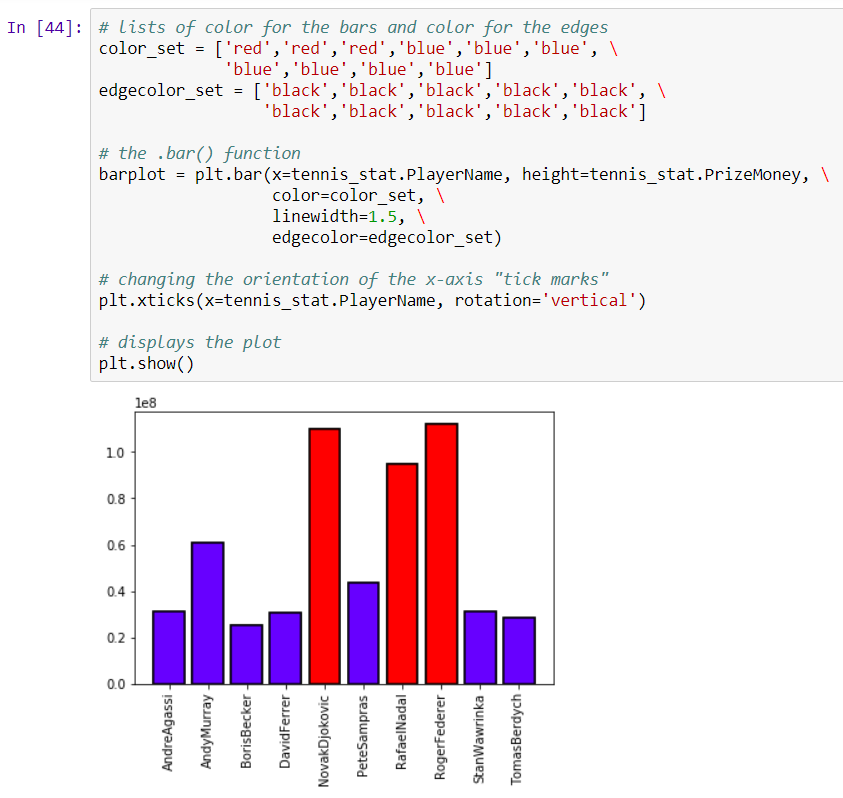 In [44]: # lists of color for the bars and color for the edges
color_set = ['red','red','red','blue','blue','blue', \
'blue','blue','blue','blue']
edgecolor_set = ['black','black','black','black','black', \
'black','black','black','black','black']
# the .bar() function
barplot = plt.bar(x=tennis_stat.PlayerName, height=tennis_stat.PrizeMoney, \
color=color_set, \
linewidth=1.5, \
edgecolor=edgecolor_set)
# changing the orientation of the x-axis "tick marks"
plt.xticks(x=tennis_stat.PlayerName, rotation='vertical')
# displays the plot
plt.show()
1e8
1.0
0.8
0.6
0.4
0.2
0.0
AndreAgassi
AndyMurray
BorisBecker
DavidFerrer
NovakDjokovic
PeteSampras
RafaelNadal
RogerFederer
StanWawrinka
TomasBerdych